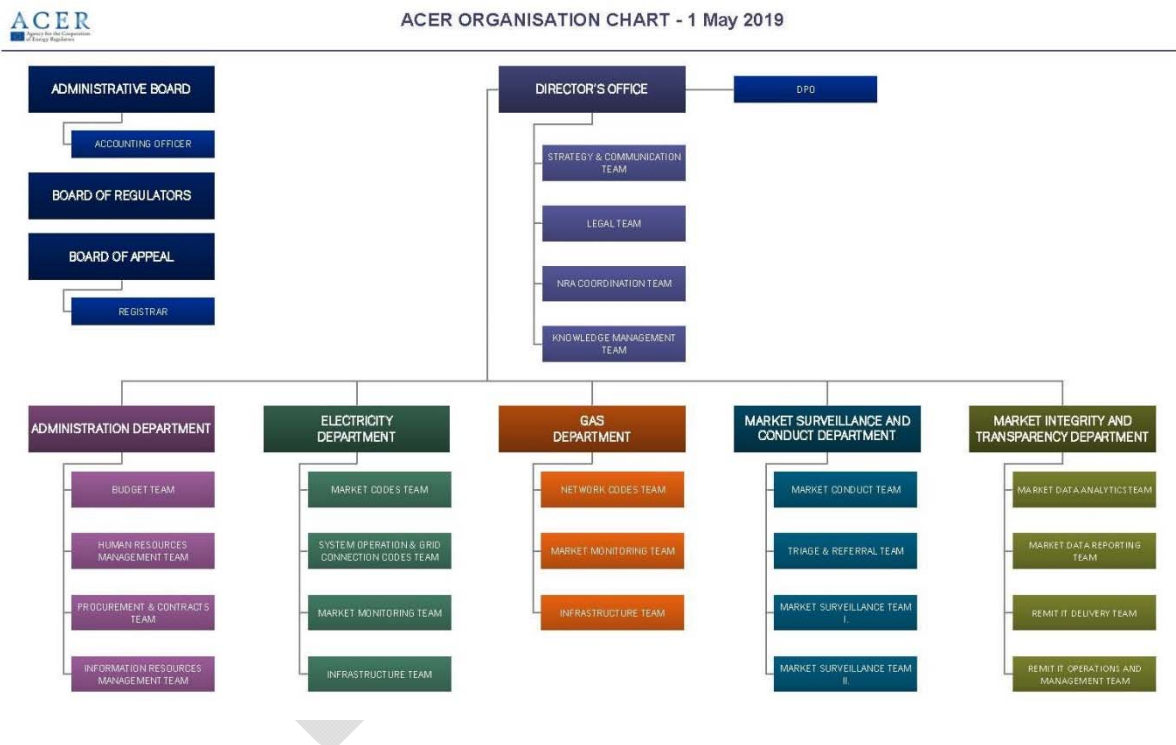 ACER
Agency for the Cooperation
of Energy Regulators
ACER ORGANISATION CHART - 1 May 2019
ADMINISTRATIVE BOARD
ACCOUNTING OFFICER
BOARD OF REGULATORS
BOARD OF APPEAL
REGISTRAR
DIRECTOR'S OFFICE
DPO
STRATEGY & COMMUNICATION
TEAM
LEGAL TEAM
NRA COORDINATION TEAM
KNOWLEDGE MANAGEMENT
TEAM
ADMINISTRATION DEPARTMENT
BUDGET TEAM
HUMAN RESOURCES
MANAGEMENT TEAM
PROCUREMENT & CONTRACTS
TEAM
INFORMATION RESOURCES
MANAGEMENT TEAM
ELECTRICITY
DEPARTMENT
MARKET CODES TEAM
SYSTEM OPERATION & GRID
CONNECTION CODES TEAM
MARKET MONITORING TEAM
INFRASTRUCTURE TEAM
GAS
DEPARTMENT
NETWORK CODES TEAM
MARKET MONITORING TEAM
INFRASTRUCTURE TEAM
MARKET SURVEILLANCE AND
CONDUCT DEPARTMENT
MARKET CONDUCT TEAM
TRIAGE & REFERRAL TEAM
MARKET SURVEILLANCE TEAM
I.
MARKET SURVEILLANCE TEAM
II.
MARKET INTEGRITY AND
TRANSPARENCY DEPARTMENT
MARKET DATA ANALYTICS TEAM
MARKET DATA REPORTING
TEAM
REMIT IT DELIVERY TEAM
REMIT IT OPERATIONS AND
MANAGEMENT TEAM